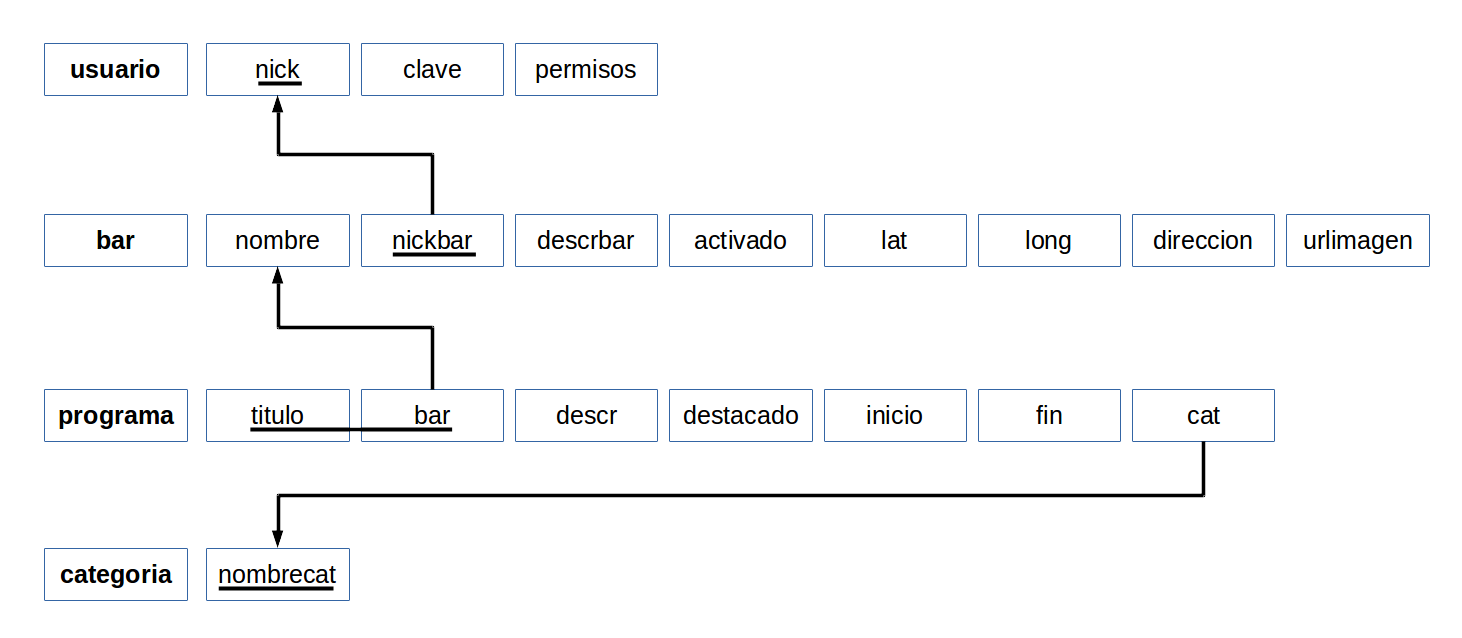 usuario nick clave permisos
bar nombre nickbar descrbar activado lat long direccion urlimagen
programa titulo bar descr destacado inicio fin cat
categoria nombrecat